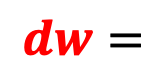 dw =